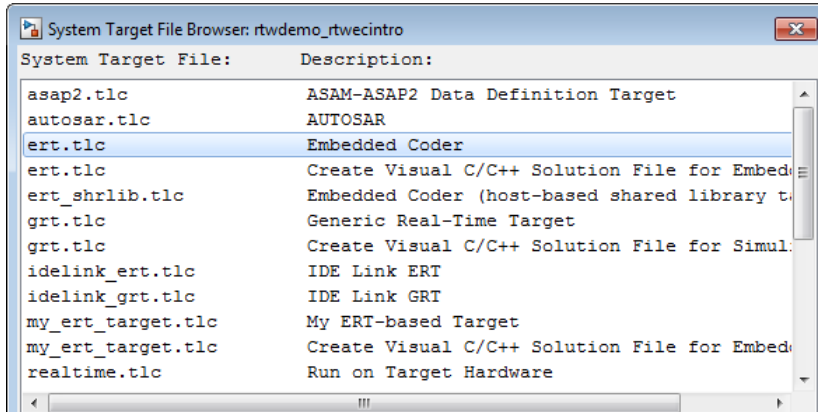 System Target File Browser: rtwdemo_rtwecintro
System Target File: Description:
asap2.tlc ASAM-ASAP2 Data Definition Target
autosar.tlc AUTOSAR
ert.tlc Embedded Coder
ert.tlc Create Visual C/C++ Solution File for
ert_shrlib.tlc Embedded Coder (host-based shared library
grt.tlc Generic Real-Time Target
grt.tlc Create Visual C/C++ Solution File for
idelink_ert.tlc IDE Link ERT
idelink_grt.tlc IDE Link GRT
my_ert_target.tlc My ERT-based Target
my_ert_target.tlc Create Visual C/C++ Solution File for
realtime.tlc Run on Target Hardware